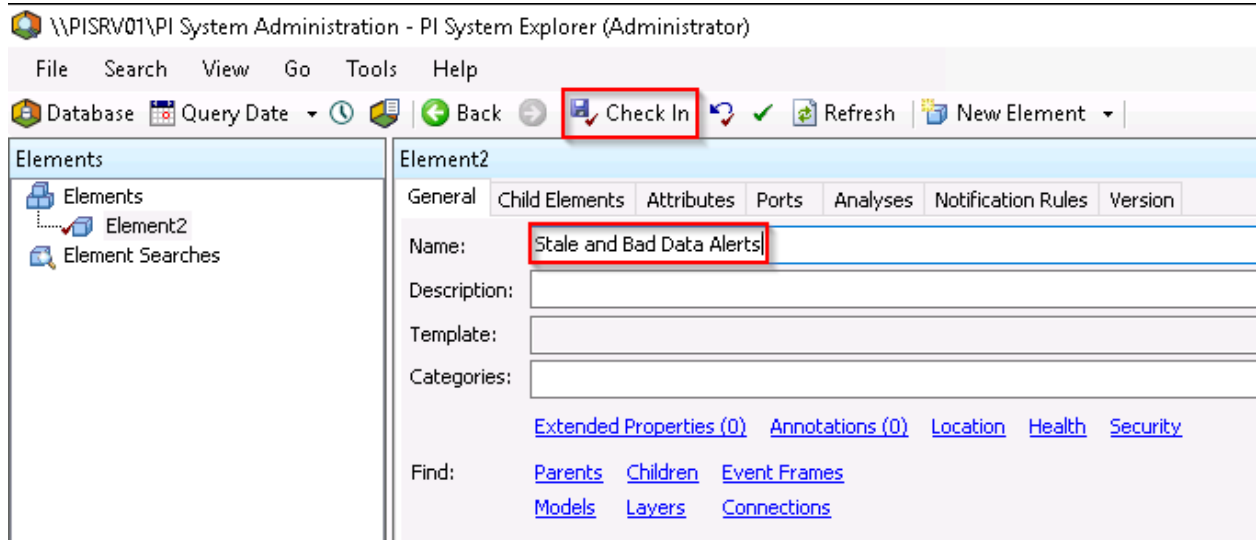 \\PISRV01\PI System Administration - PI System Explorer (Administrator)
File Search View Go Tools Help
Database Query Date Back Check In Refresh New Element
Elements
Elements
Element2
Element Searches
Element2
General Child Elements Attributes Ports Analyses Notification Rules Version
Name: Stale and Bad Data Alerts
Description:
Template:
Categories:
Extended Properties (0) Annotations (0) Location Health Security
Find: Parents Children Event Frames
Models Layers Connections